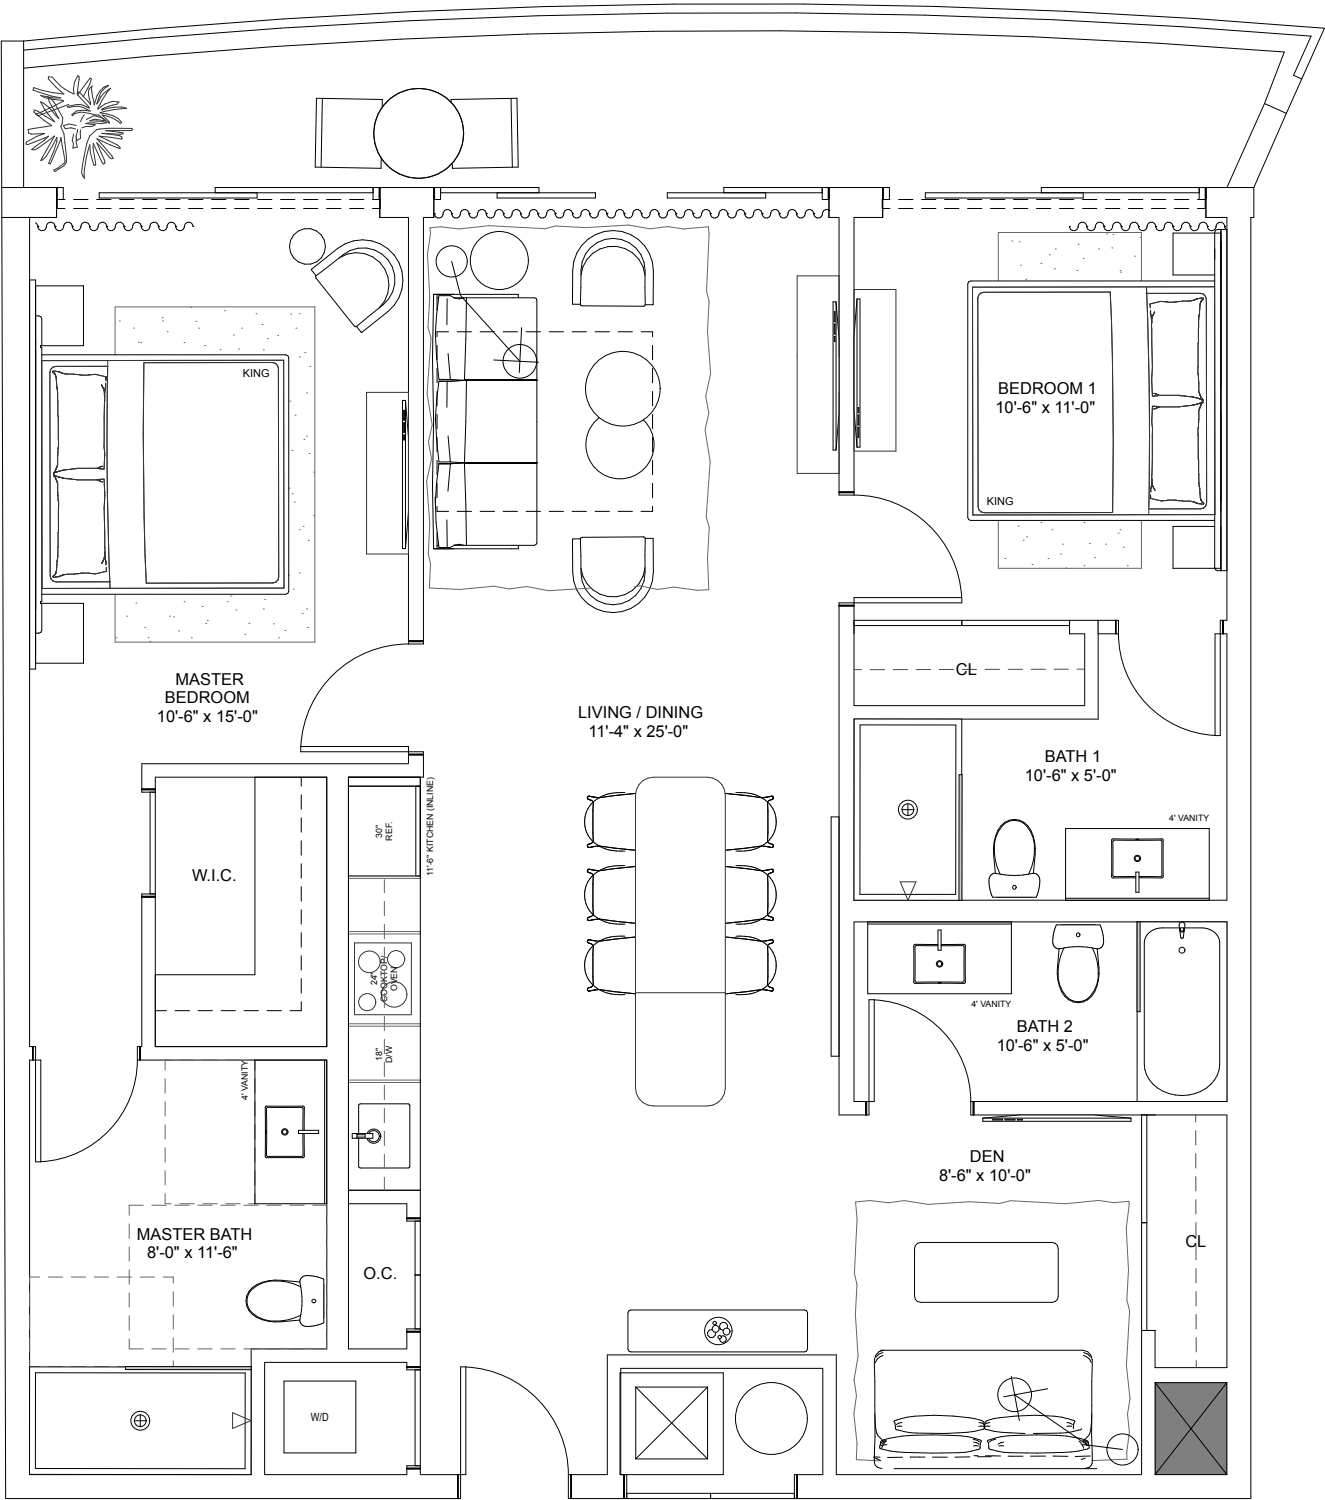 KING
BEDROOM 1
10'-6" x 11'-0"
KING
MASTER
BEDROOM
10'-6" x 15'-0"
LIVING / DINING
11'-4" x 25'-0"
CL
BATH 1
10'-6" x 5'-0"
4' VANITY
11'-6" KITCHEN (INLINE)
30"
REF.
W.I.C.
24"
COOKTOP/
OVEN
18"
D/W
4' VANITY
BATH 2
10'-6" x 5'-0"
4' VANITY
DEN
8'-6" x 10'-0"
MASTER BATH
8'-0" x 11'-6"
CL
O.C.
W/D